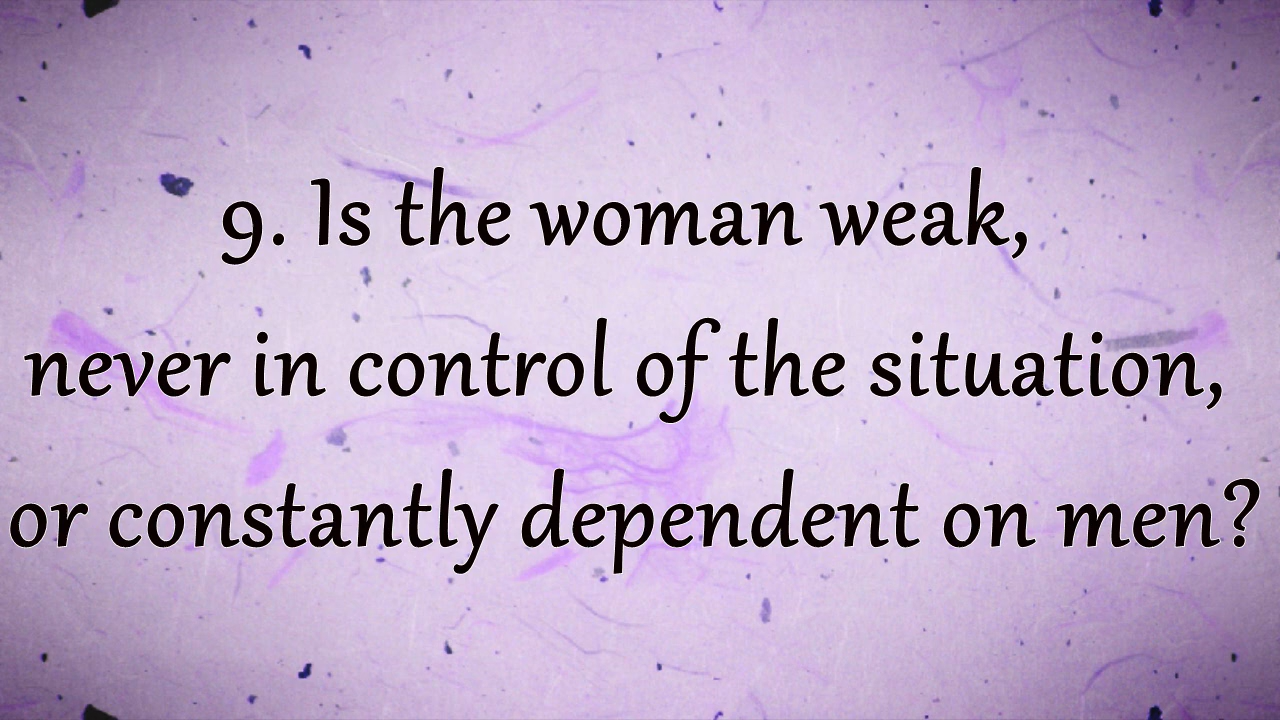 9. Is the woman weak,
never in control of the situation,
or constantly dependent on men?